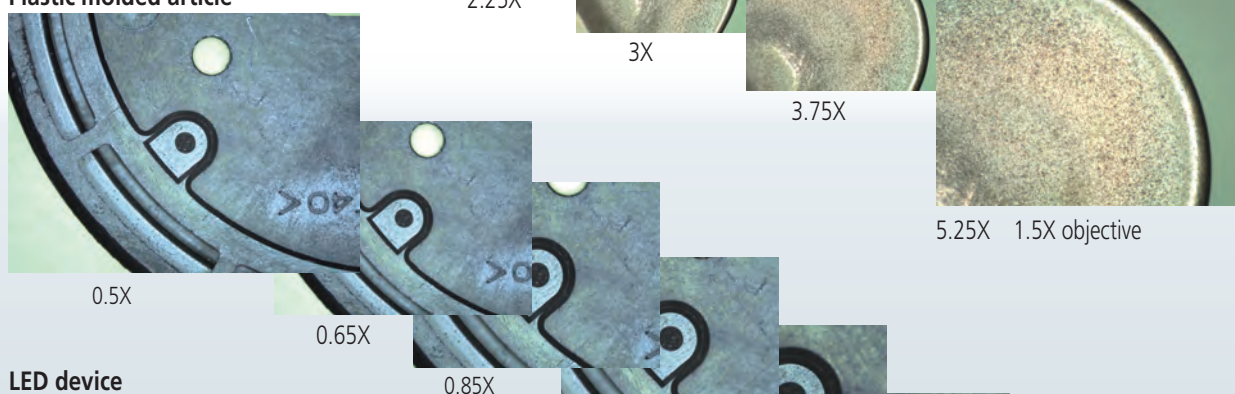 Plastic molded article
2.25X
3X
3.75X
5.25X 1.5X objective
0.5X
0.65X
LED device
0.85X